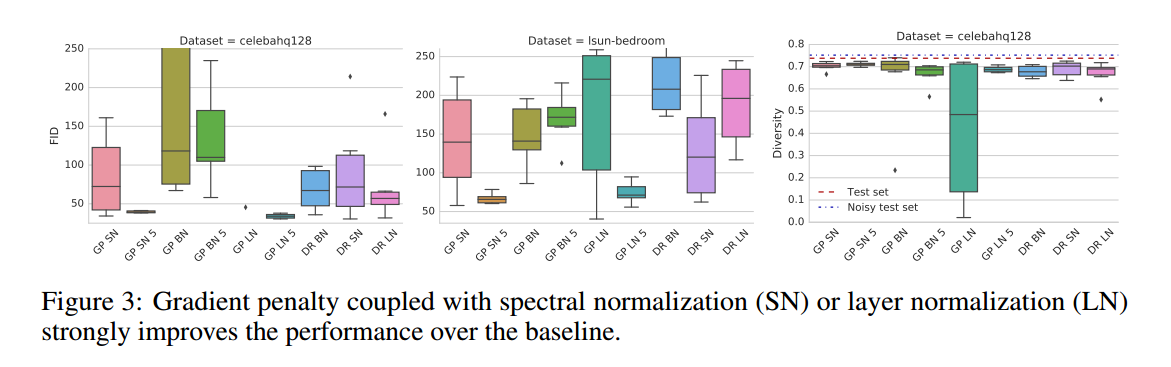 Dataset = celebahq128
FID
250
200
150
100
50
GP SN
GP SN 5
GP BN
GP BN 5
GP LN
GP LN 5
DR BN
DR SN
DR LN
Dataset = lsun-bedroom
250
200
150
100
50
GP SN
GP SN 5
GP BN
GP BN 5
GP LN
GP LN 5
DR BN
DR SN
DR LN
Dataset = celebahq128
Diversity
0.8
0.7
0.6
0.5
0.4
0.3
0.2
0.1
0.0
Test set
Noisy test set
GP SN
GP SN 5
GP BN
GP BN 5
GP LN
GP LN 5
DR BN
DR SN
DR LN
Figure 3: Gradient penalty coupled with spectral normalization (SN) or layer normalization (LN)
strongly improves the performance over the baseline.